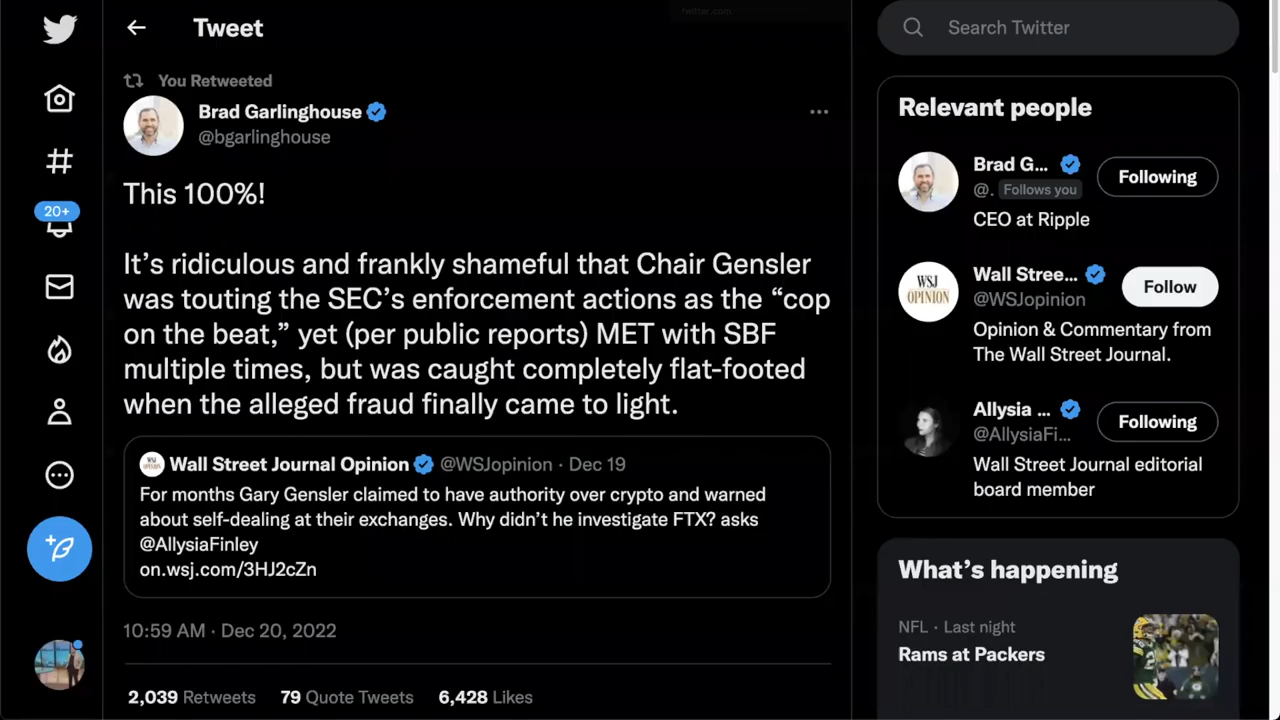 twitter.com
Tweet
Search Twitter
You Retweeted
Brad Garlinghouse
@bgarlinghouse
This 100%!
It’s ridiculous and frankly shameful that Chair Gensler
was touting the SEC’s enforcement actions as the “cop
on the beat,” yet (per public reports) MET with SBF
multiple times, but was caught completely flat-footed
when the alleged fraud finally came to light.
Wall Street Journal Opinion @WSJopinion · Dec 19
For months Gary Gensler claimed to have authority over crypto and warned
about self-dealing at their exchanges. Why didn’t he investigate FTX? asks
@AllysiaFinley
on.wsj.com/3HJ2cZn
10:59 AM · Dec 20, 2022
2,039 Retweets 79 Quote Tweets 6,428 Likes
20+
Relevant people
Brad G...
@. Follows you
Following
CEO at Ripple
WSJ
OPINION
Wall Stree...
@WSJopinion
Follow
Opinion & Commentary from
The Wall Street Journal.
Allysia ...
@AllysiaFi...
Following
Wall Street Journal editorial
board member
What’s happening
NFL · Last night
Rams at Packers